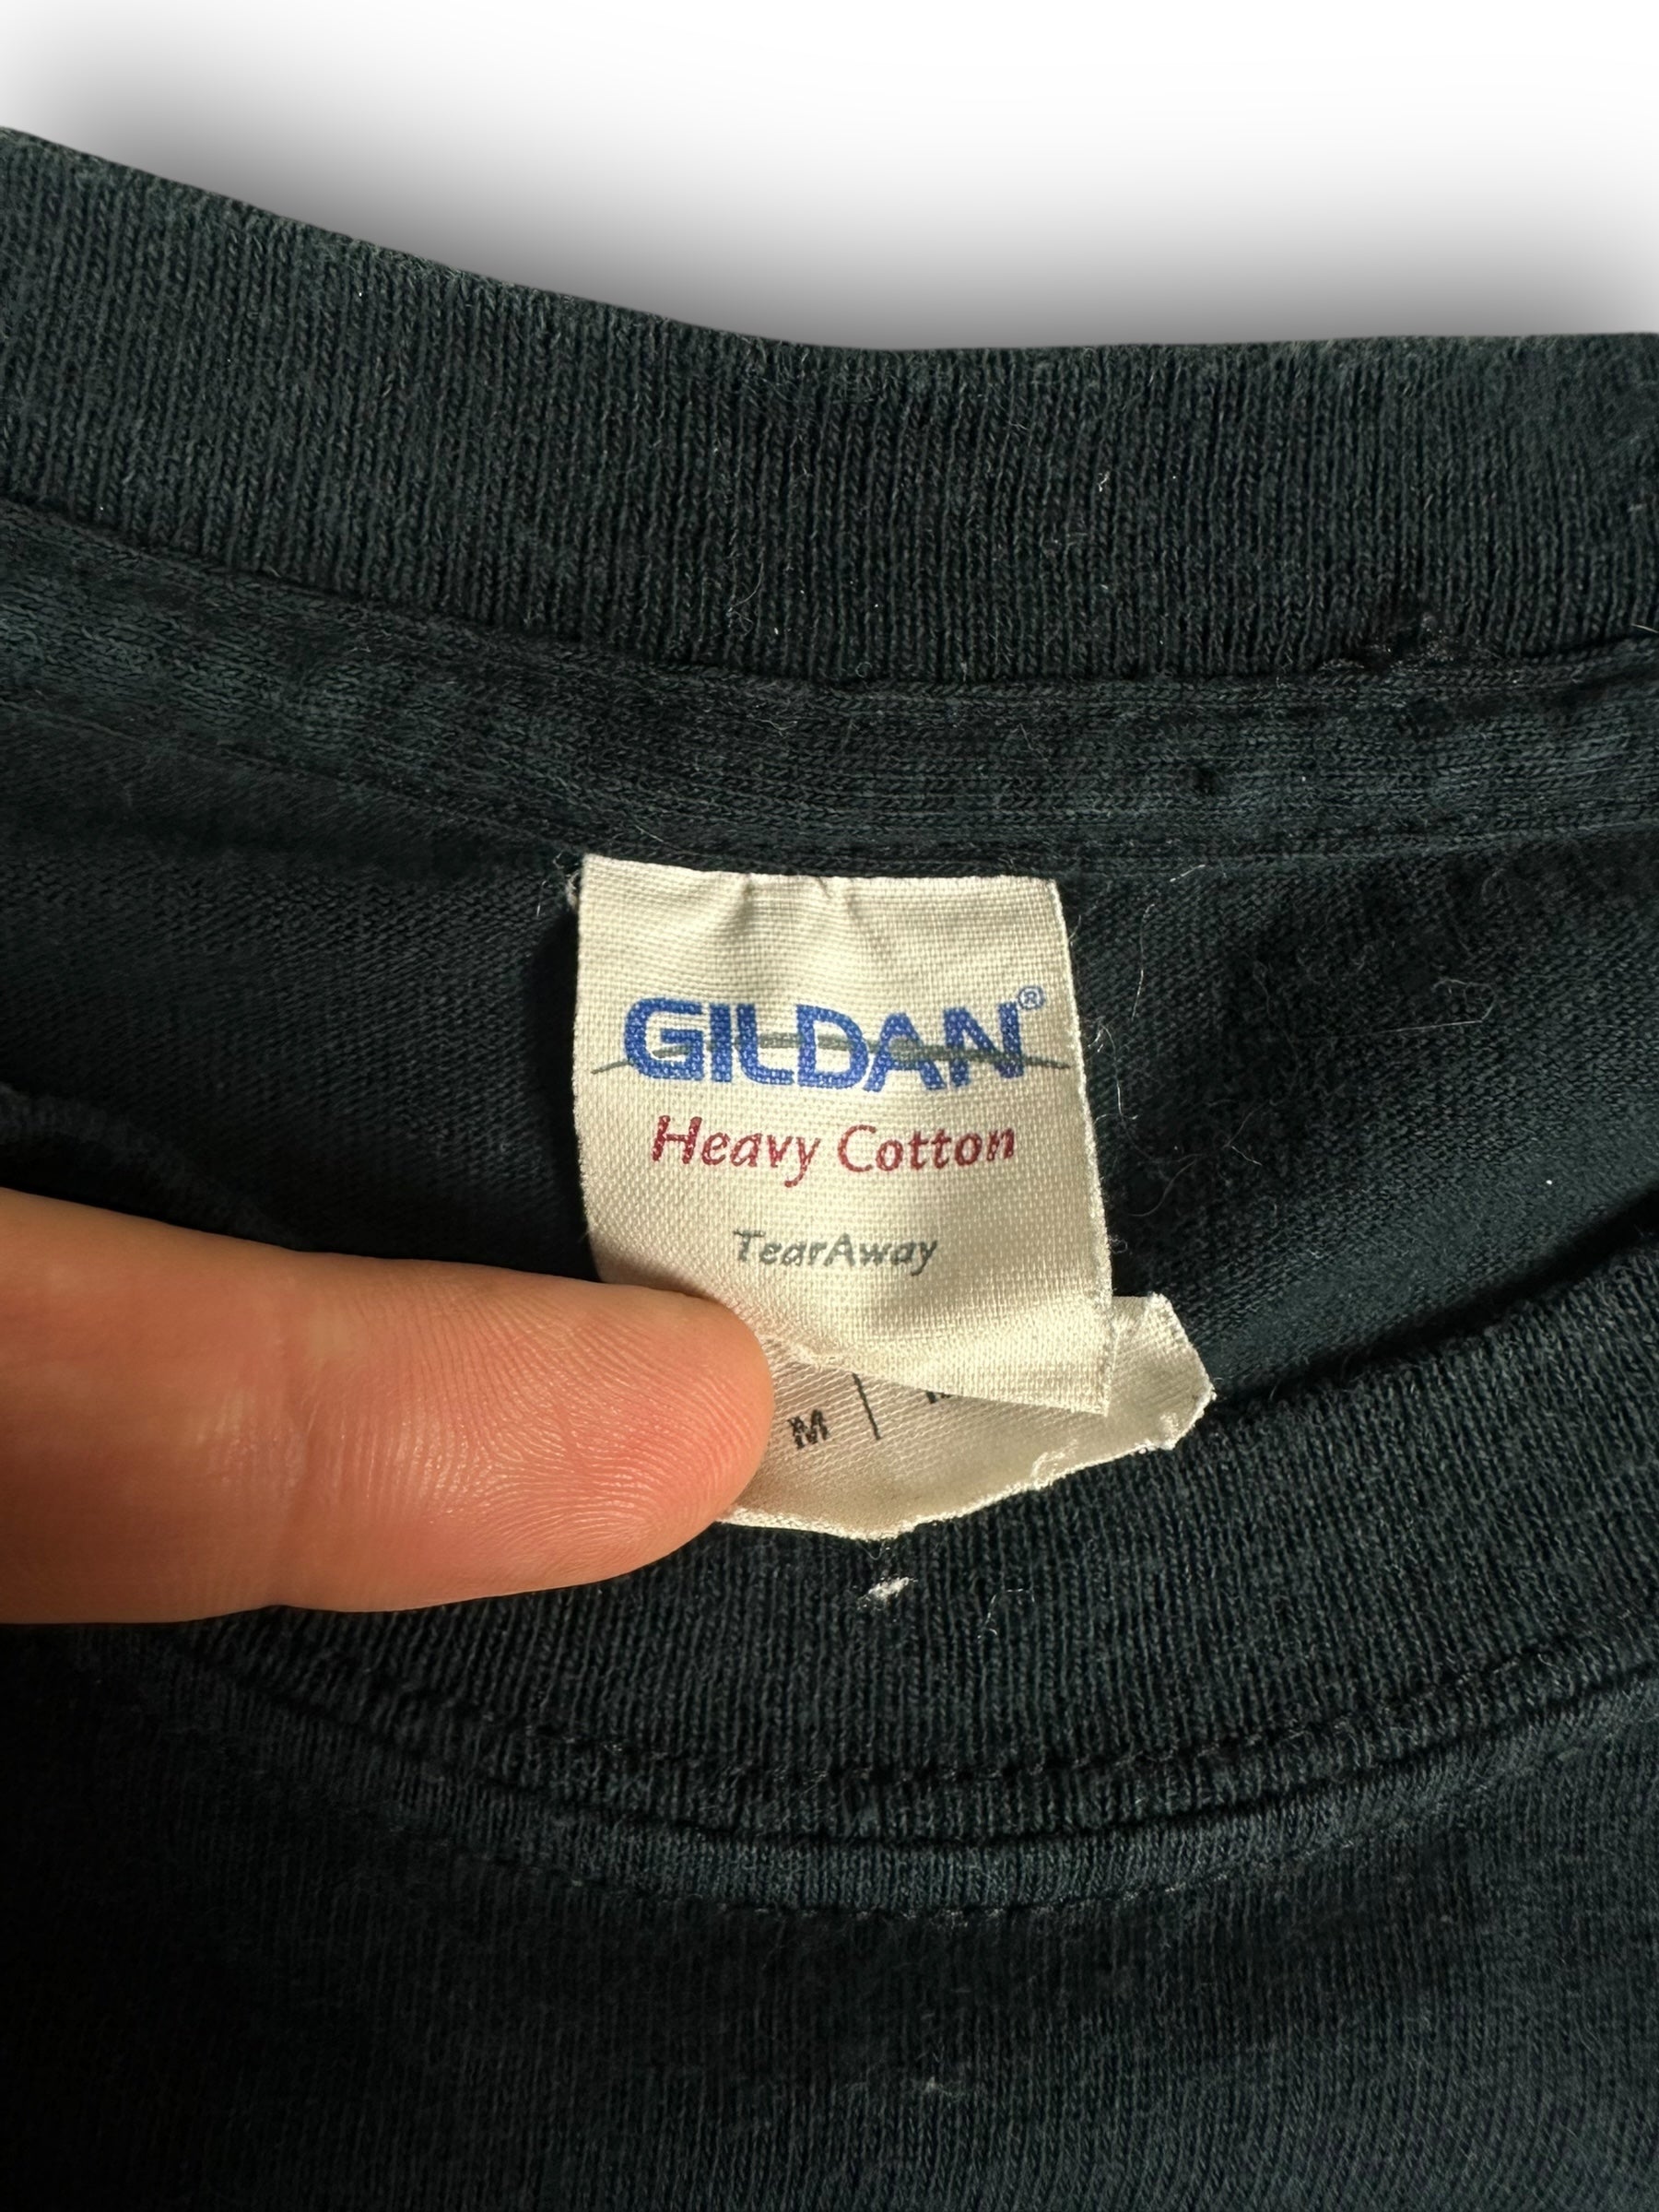 GILDAN®
Heavy Cotton
TearAway
M |